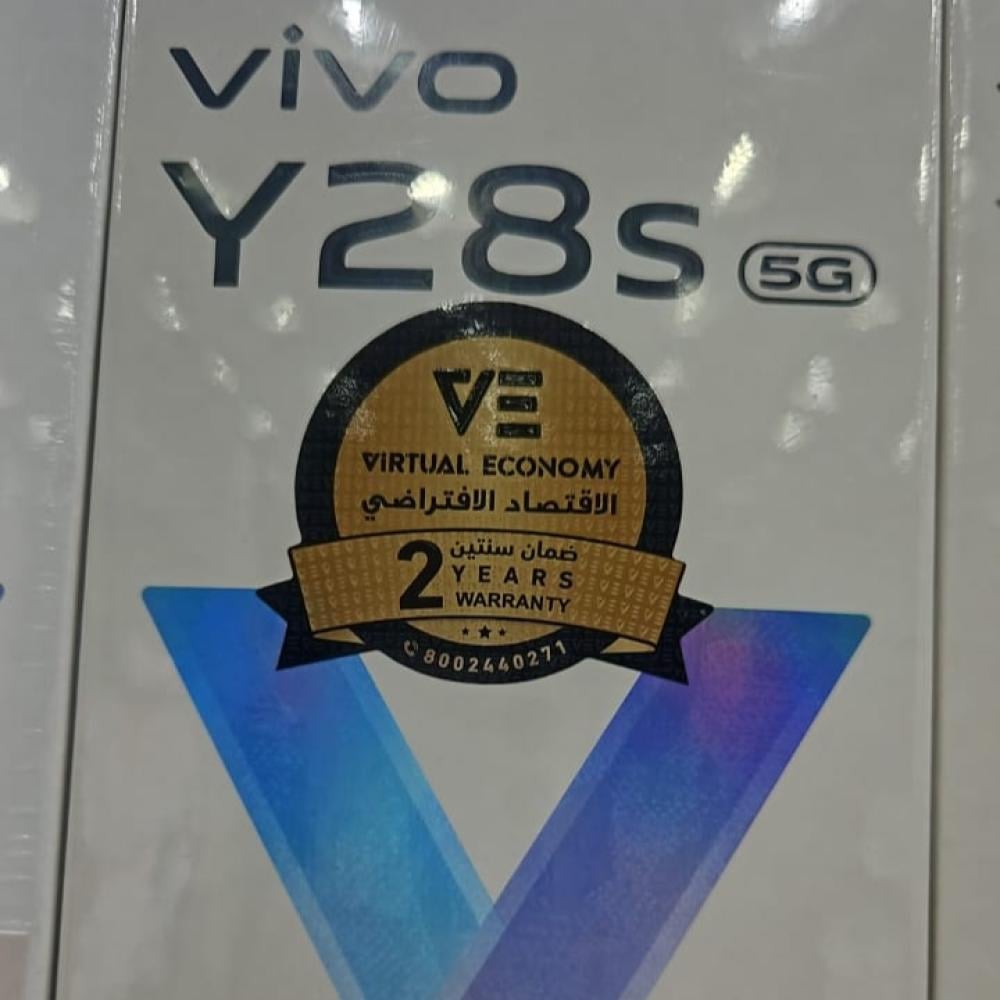 vivo
Y28s 5G
VE
ViRTUAL ECONOMY
الاقتصاد الافتراضي
ضمان سنتين
2 YEARS
WARRANTY
8002440271